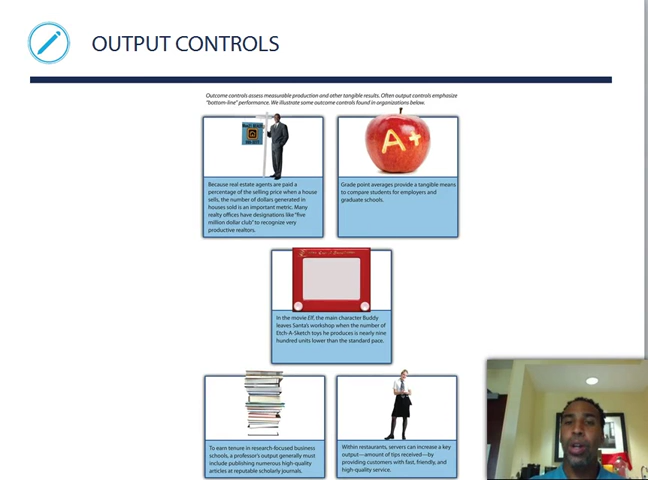 OUTPUT CONTROLS
Outcome controls assess measurable production and other tangible results. Often output controls emphasize
"bottom-line" performance. We illustrate some outcome controls found in organizations below.
A+
Because real estate agents are paid a
percentage of the selling price when a house
sells, the number of dollars generated in
houses sold is an important metric. Many
realty offices have designations like "five
million dollar club" to recognize very
productive realtors.
Grade point averages provide a tangible means
to compare students for employers and
graduate schools.
In the movie Elf, the main character Buddy
leaves Santa's workshop when the number of
Etch-A-Sketch toys he produces is nearly nine
hundred units lower than the standard pace.
To earn tenure in research-focused business
schools, a professor's output generally must
include publishing numerous high-quality
articles at reputable scholarly journals.
Within restaurants, servers can increase a key
output—amount of tips received—by
providing customers with fast, friendly, and
high-quality service.